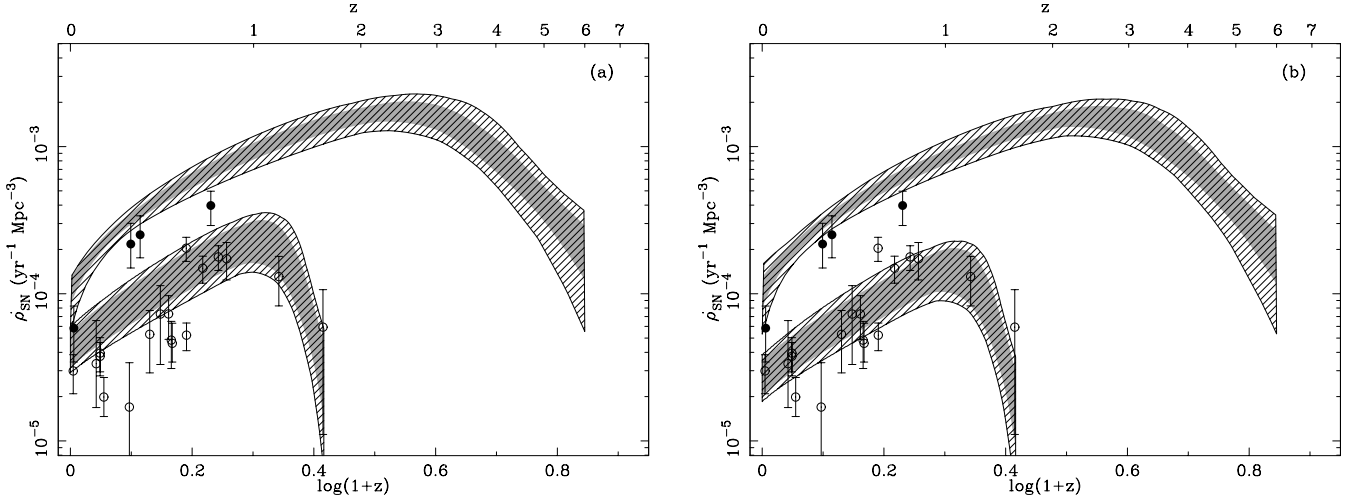 z z
0 1 2 3 4 5 6 7 0 1 2 3 4 5 6 7
(a) (b)
10⁻³ 10⁻³
ρ̇SN (yr⁻¹ Mpc⁻³) ρ̇SN (yr⁻¹ Mpc⁻³)
10⁻⁴ 10⁻⁴
10⁻⁵ 10⁻⁵
0 0.2 0.4 0.6 0.8 0 0.2 0.4 0.6 0.8
log(1+z) log(1+z)